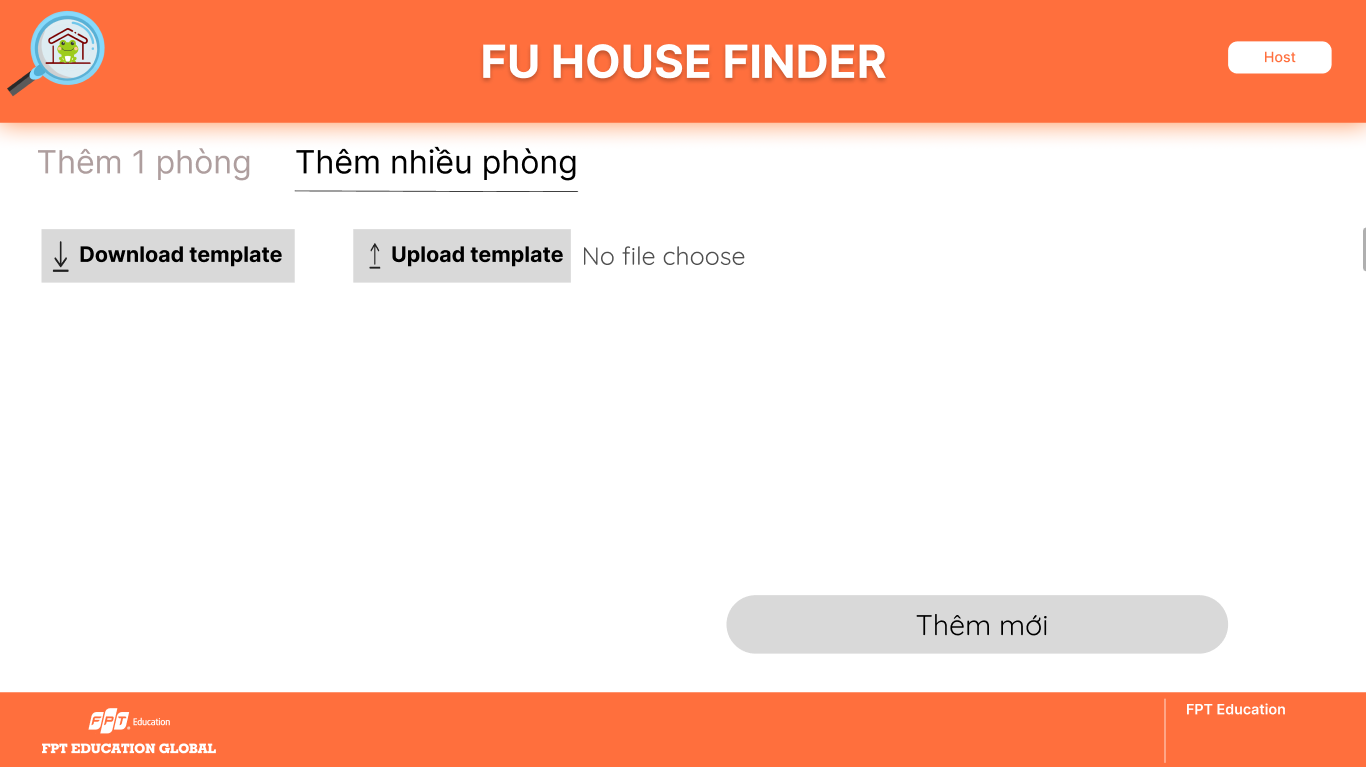 FU HOUSE FINDER
Host
Thêm 1 phòng
Thêm nhiều phòng
Download template
Upload template
No file choose
Thêm mới
FPT Education
FPT EDUCATION GLOBAL
FPT Education